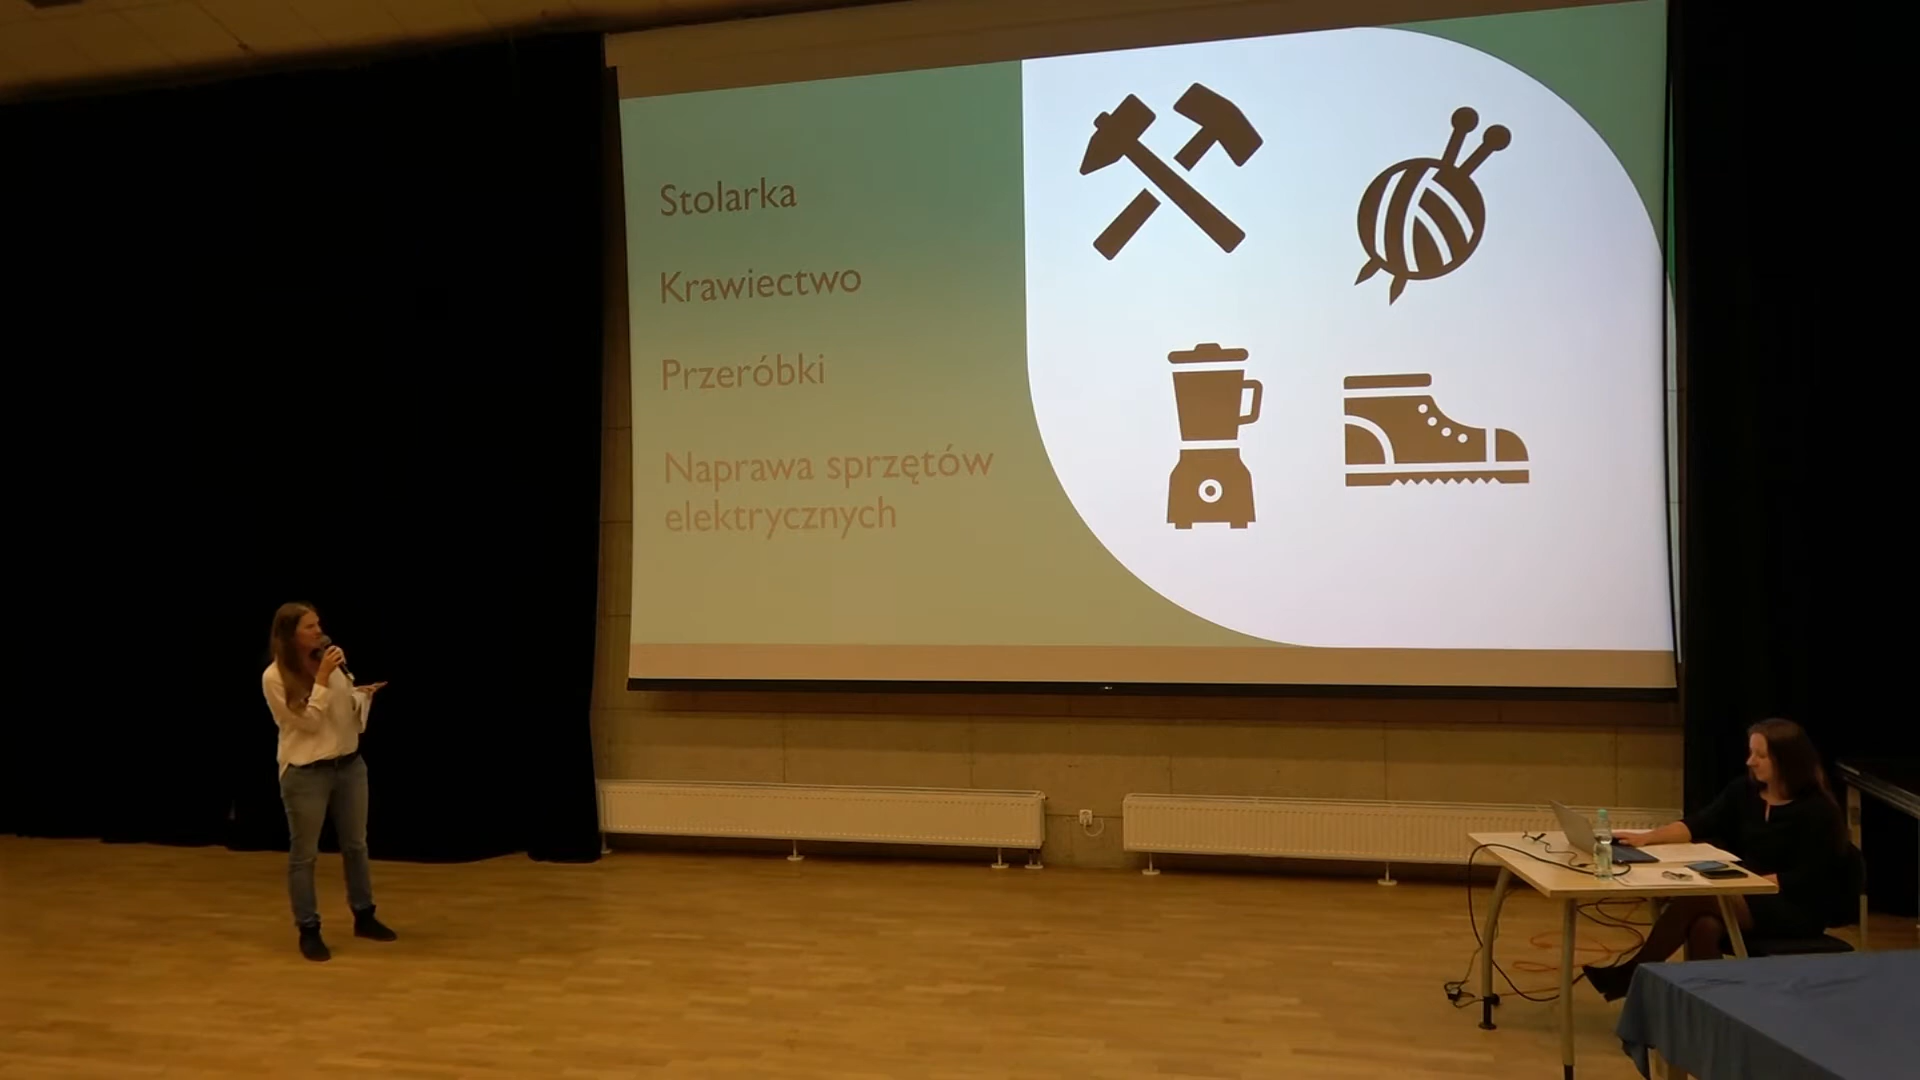 Stolarka
Krawiectwo
Przeróbki
Naprawa sprzętów
elektrycznych